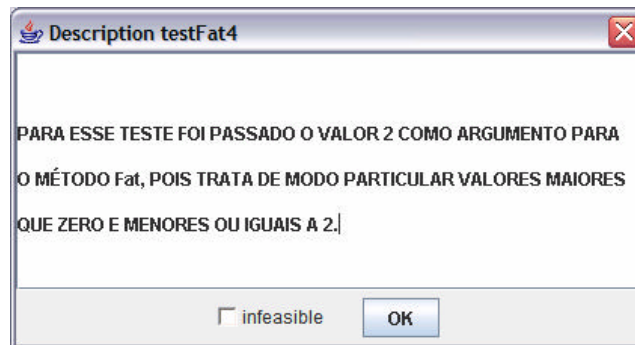 Description testFat4
PARA ESSE TESTE FOI PASSADO O VALOR 2 COMO ARGUMENTO PARA
O MÉTODO Fat, POIS TRATA DE MODO PARTICULAR VALORES MAIORES
QUE ZERO E MENORES OU IGUAIS A 2.
infeasible OK